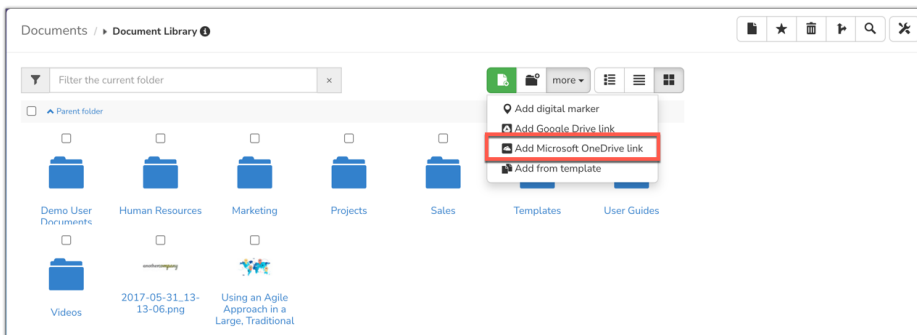 Documents / ▸ Document Library
Filter the current folder ×
more
Add digital marker
Parent folder
Add Google Drive link
Add Microsoft OneDrive link
Add from template
Demo User Documents
Human Resources
Marketing
Projects
Sales
Templates
User Guides
Videos
2017-05-31_13-
13-06.png
Using an Agile
Approach in a
Large, Traditional